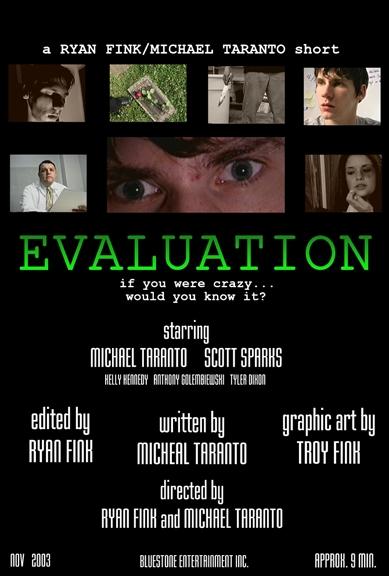 a RYAN FINK/MICHAEL TARANTO short
EVALUATION
if you were crazy...
would you know it?
starring
MICHAEL TARANTO SCOTT SPARKS
KELLY KENNEDY ANTHONY GOLEMBIEWSKI TYLER DIXON
edited by
RYAN FINK
written by
MICHEAL TARANTO
graphic art by
TROY FINK
directed by
RYAN FINK and MICHAEL TARANTO
NOV 2003
BLUESTONE ENTERTAINMENT INC.
APPROX. 9 MIN.